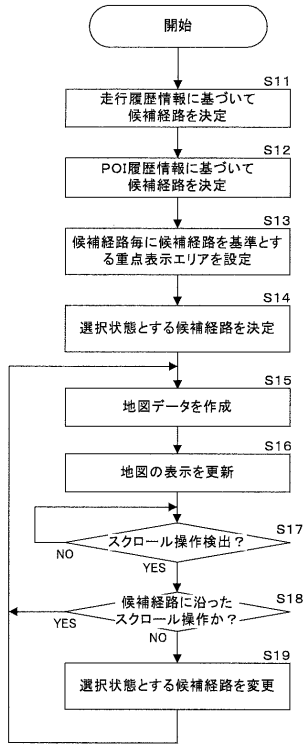 開始
S11
走行履歴情報に基づいて
候補経路を決定
S12
POI履歴情報に基づいて
候補経路を決定
S13
候補経路毎に候補経路を基準とす
る重点表示エリアを設定
S14
選択状態とする候補経路を決定
S15
地図データを作成
S16
地図の表示を更新
S17
スクロール操作検出?
NO
YES
S18
候補経路に沿った
スクロール操作か?
YES
NO
S19
選択状態とする候補経路を変更